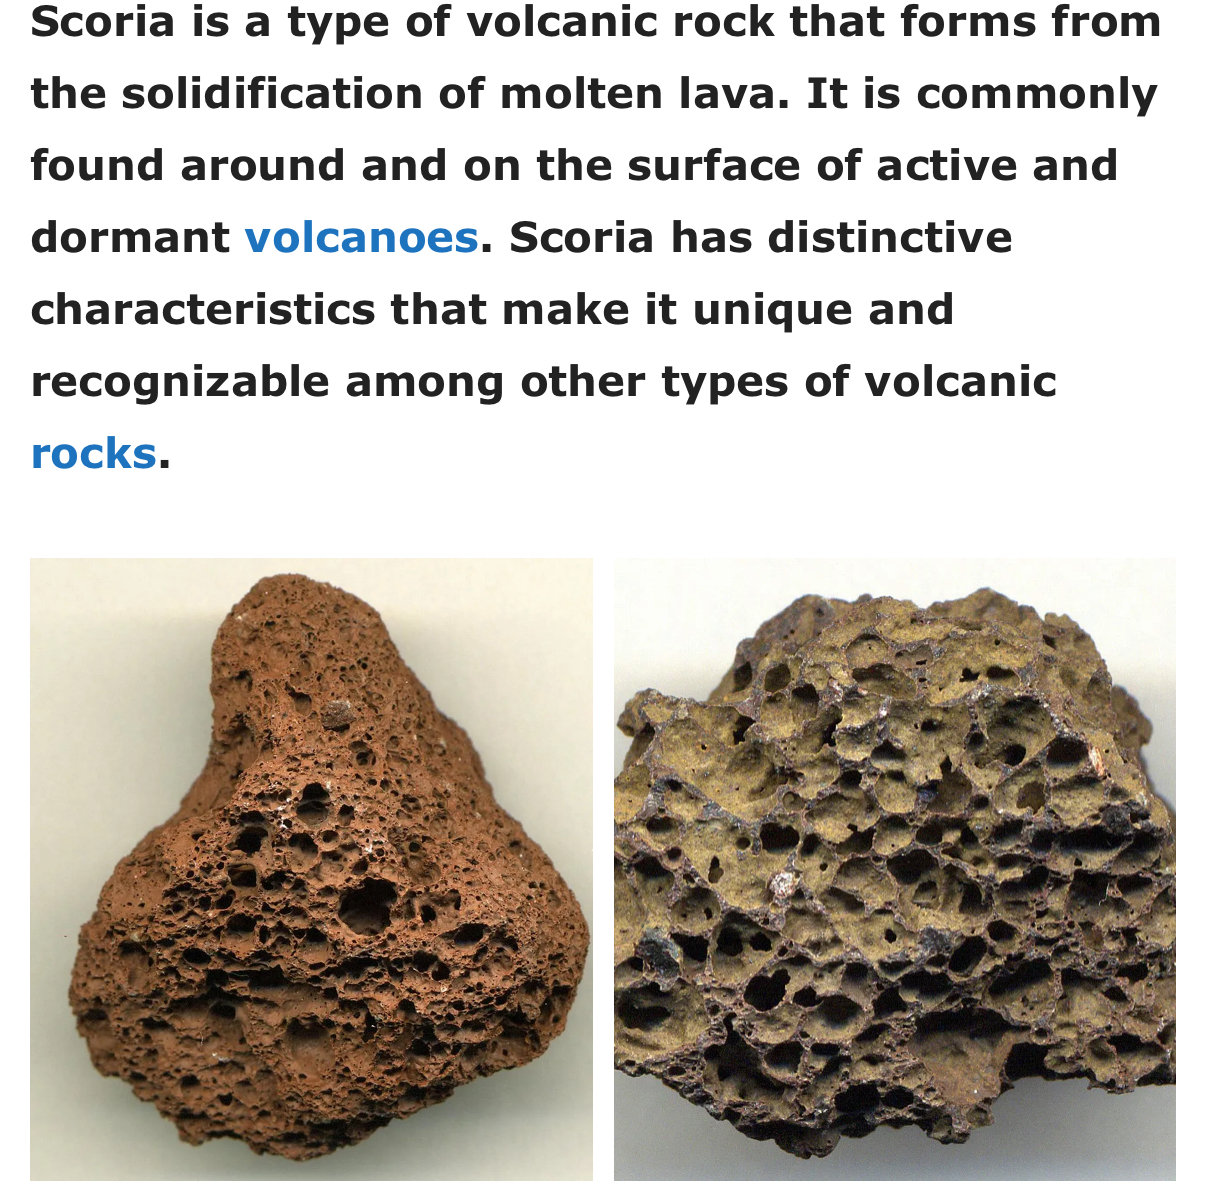 Scoria is a type of volcanic rock that forms from
the solidification of molten lava. It is commonly
found around and on the surface of active and
dormant volcanoes. Scoria has distinctive
characteristics that make it unique and
recognizable among other types of volcanic
rocks.